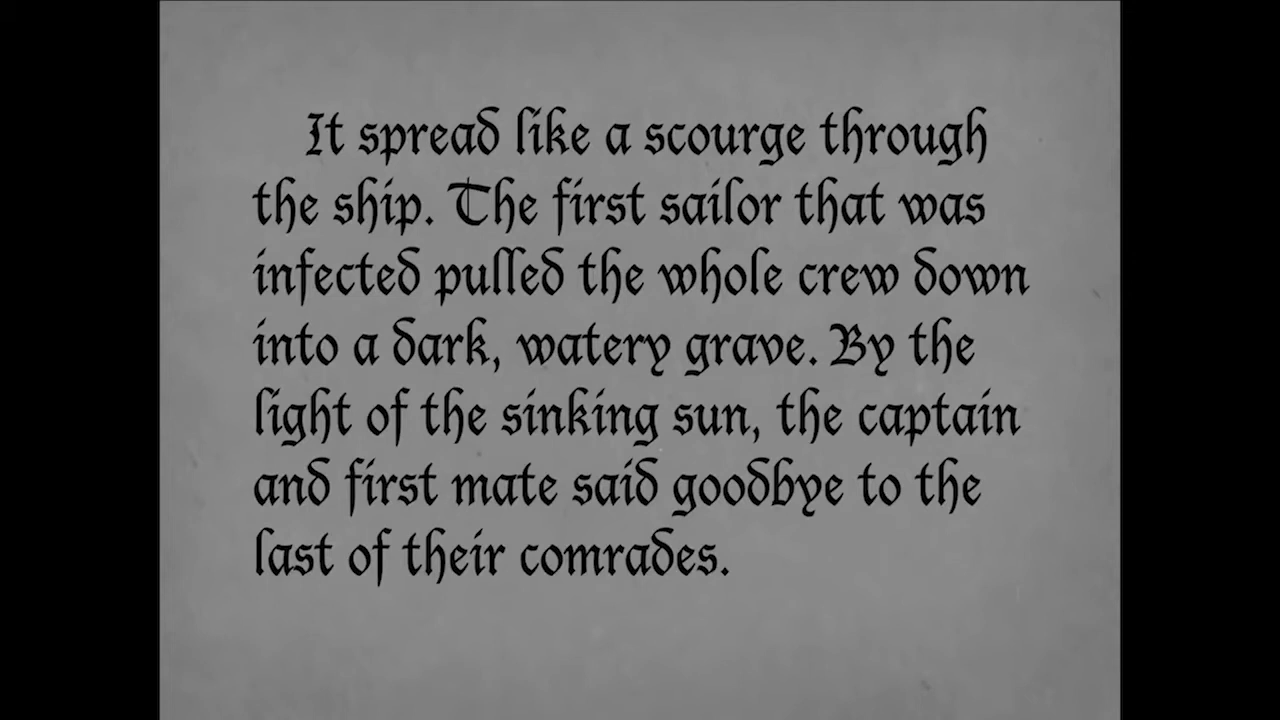 It spread like a scourge through
the ship. The first sailor that was
infected pulled the whole crew down
into a dark, watery grave. By the
light of the sinking sun, the captain
and first mate said goodbye to the
last of their comrades.